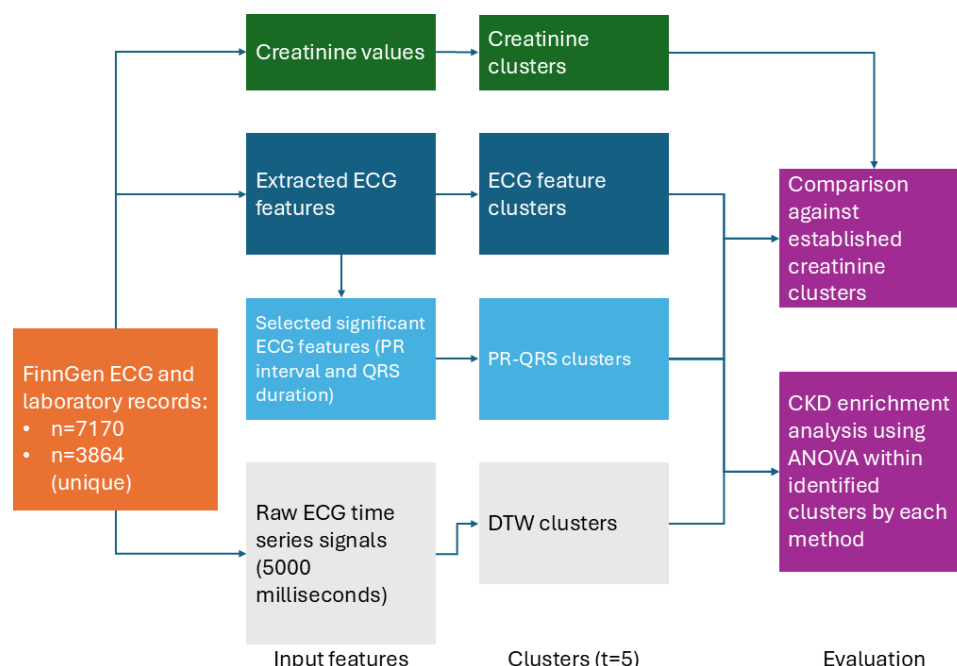 Creatinine values
Creatinine
clusters
Extracted ECG
features
ECG feature
clusters
Comparison
against
established
creatinine
clusters
Selected significant
ECG features (PR
interval and QRS
duration)
PR-QRS clusters
FinnGen ECG and
laboratory records:
• n=7170
• n=3864
(unique)
CKD enrichment
analysis using
ANOVA within
identified
clusters by each
method
Raw ECG time
series signals
(5000
milliseconds)
DTW clusters
Input features
Clusters (t=5)
Evaluation